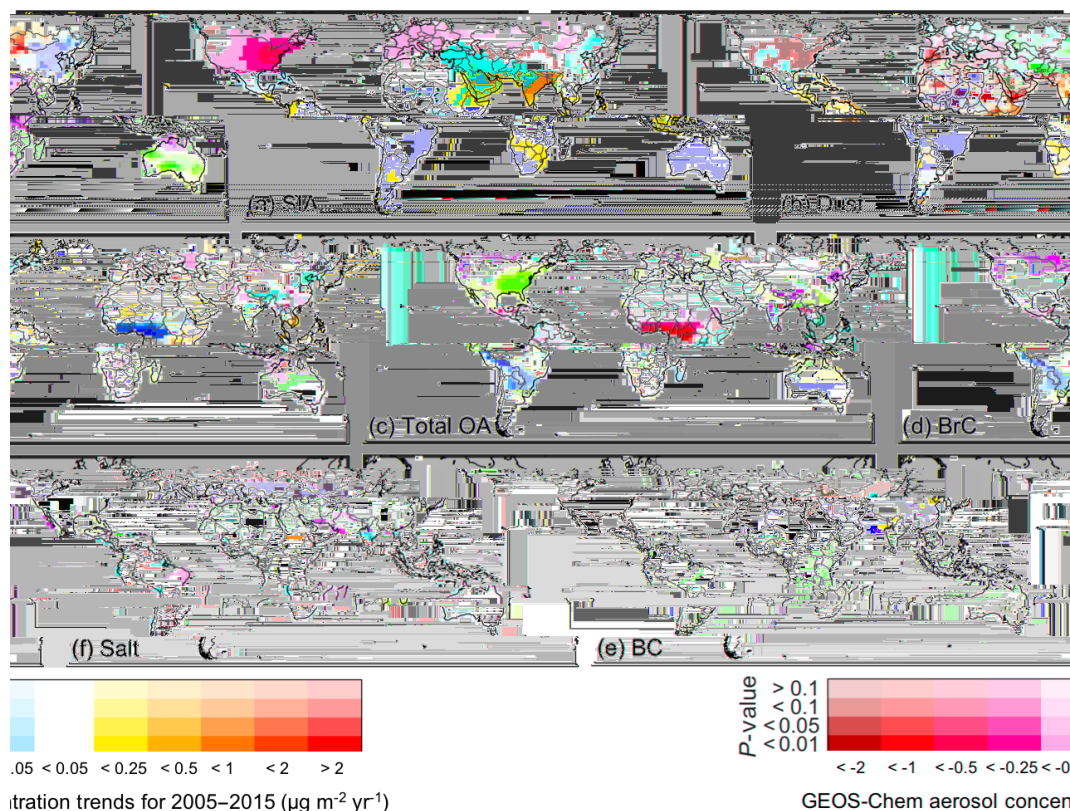 (a) SIA
(b) Dust
(c) Total OA
(d) BrC
(f) Salt
(e) BC
P-value
> 0.1
< 0.1
< 0.05
< 0.01
.05 < 0.05 < 0.25 < 0.5 < 1 < 2 > 2
< -2 < -1 < -0.5 < -0.25 < -0
ntration trends for 2005–2015 (µg m⁻² yr⁻¹)
GEOS-Chem aerosol concen